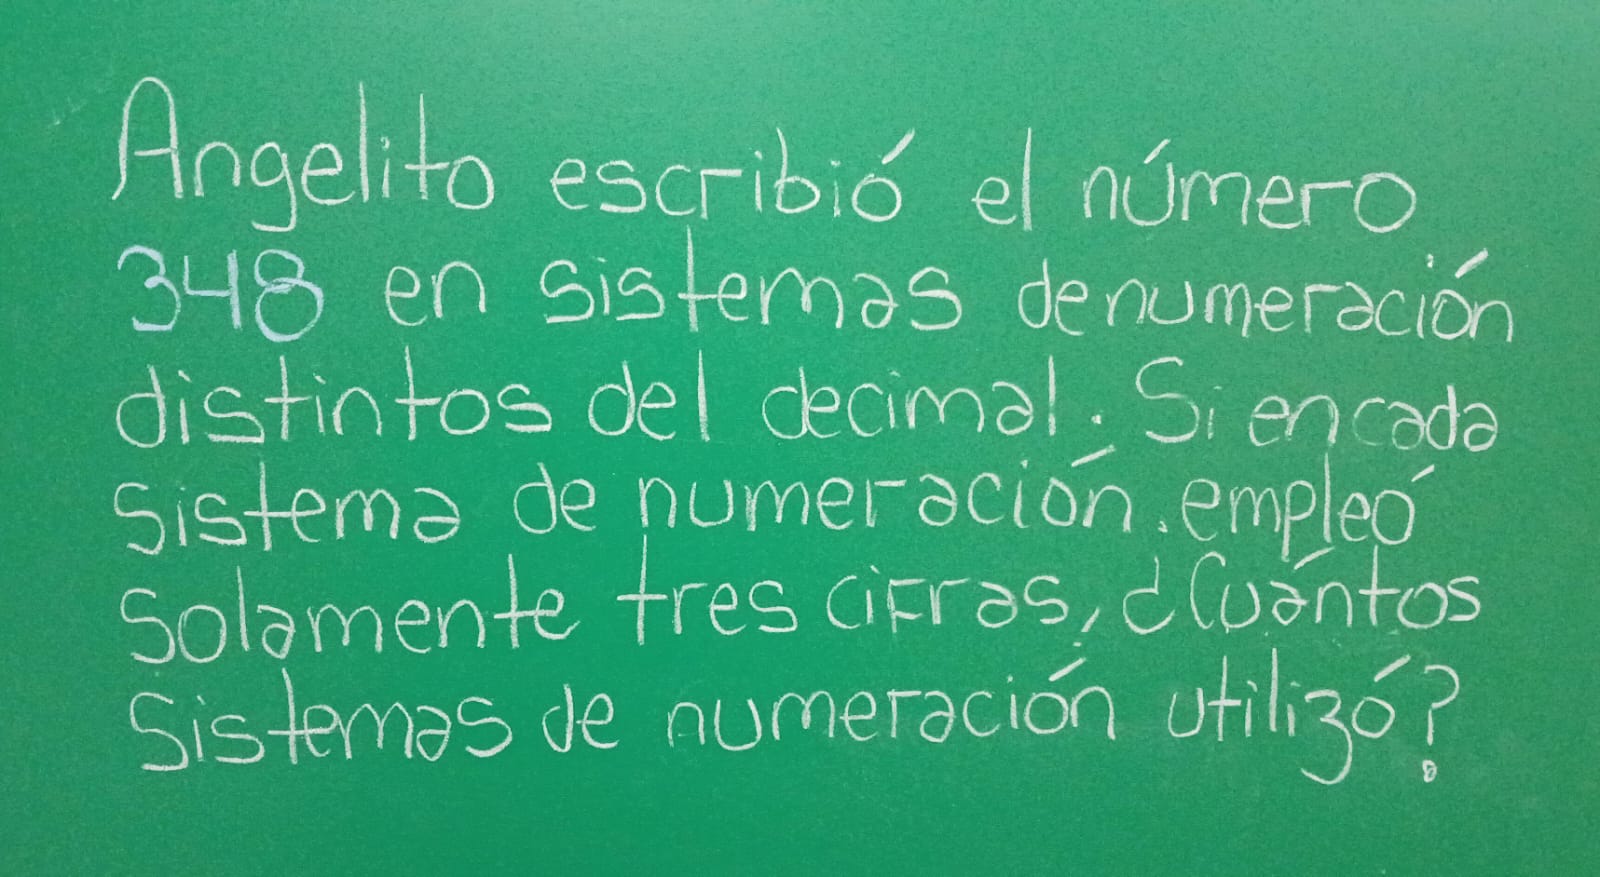 Angelito escribió el número
348 en sistemas de numeración
distintos del decimal. Si en cada
sistema de numeración empleó
solamente tres cifras, ¿Cuántos
sistemas de numeración utilizó?